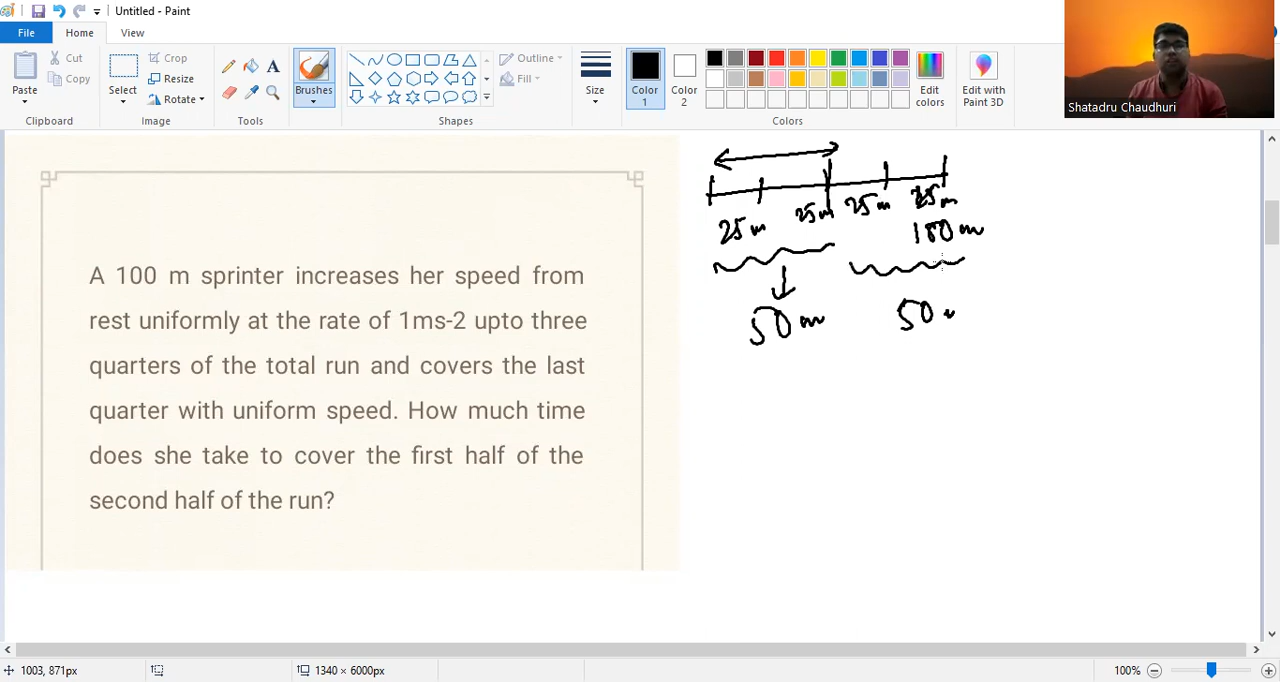 Untitled - Paint
File Home View
Paste
Cut
Copy
Clipboard
Select
Crop
Resize
Rotate
Image
A
Tools
Brushes
Shapes
Outline
Fill
Size
Color 1
Color 2
Colors
Edit colors
Edit with Paint 3D
Shatadru Chaudhuri
A 100 m sprinter increases her speed from
rest uniformly at the rate of 1ms-2 upto three
quarters of the total run and covers the last
quarter with uniform speed. How much time
does she take to cover the first half of the
second half of the run?
25m 25m 25m 25m
100m
50m 50
1003, 871px
1340 × 6000px
100%